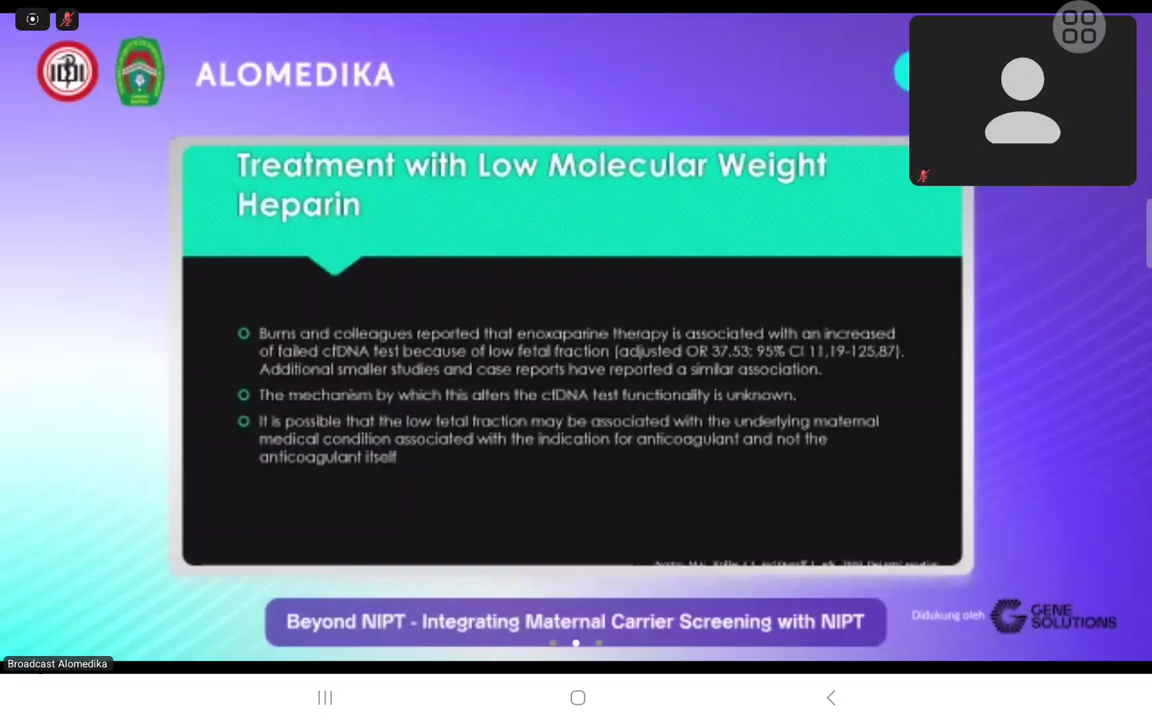 IDI
ALOMEDIKA
Treatment with Low Molecular Weight
Heparin
Burns and colleagues reported that enoxaparine therapy is associated with an increased
of failed cfDNA test because of low fetal fraction (adjusted OR 37,53; 95% CI 11,19-125,87).
Additional smaller studies and case reports have reported a similar association.
The mechanism by which this alters the cfDNA test functionality is unknown.
It is possible that the low fetal fraction may be associated with the underlying maternal
medical condition associated with the indication for anticoagulant and not the
anticoagulant itself
Beyond NIPT - Integrating Maternal Carrier Screening with NIPT
Didukung oleh
GENE
SOLUTIONS
Broadcast Alomedika